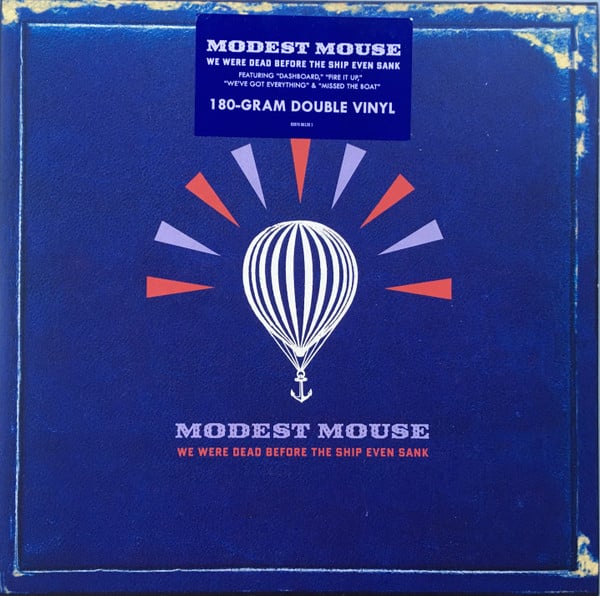 MODEST MOUSE
WE WERE DEAD BEFORE THE SHIP EVEN SANK
FEATURING "DASHBOARD," "FIRE IT UP,"
"WE'VE GOT EVERYTHING" & "MISSED THE BOAT"
180-GRAM DOUBLE VINYL
MODEST MOUSE
WE WERE DEAD BEFORE THE SHIP EVEN SANK